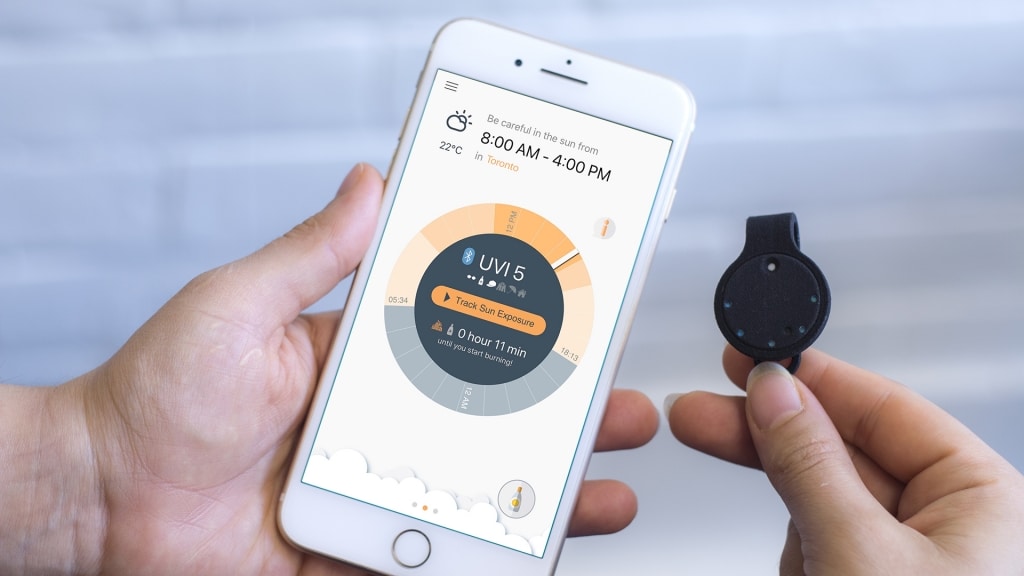 Be careful in the sun from
8:00 AM - 4:00 PM
22°C
in Toronto
12 PM
UVI 5
Track Sun Exposure
05:34
0 hour 11 min
until you start burning!
18:13
12 AM